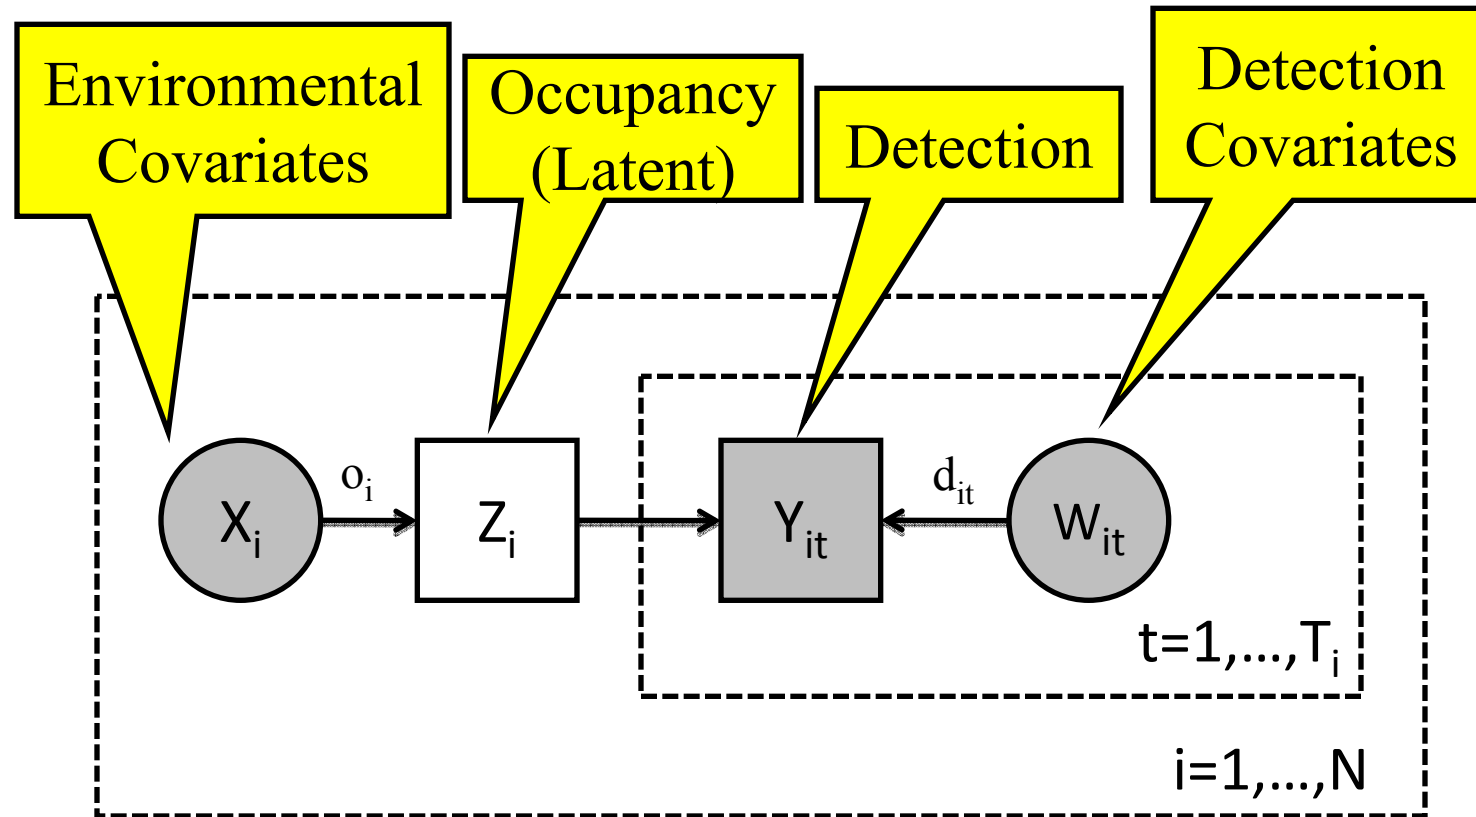 Environmental
Covariates
Occupancy
(Latent)
Detection
Detection
Covariates
X_i
o_i
Z_i
Y_it
d_it
W_it
t=1,...,T_i
i=1,...,N